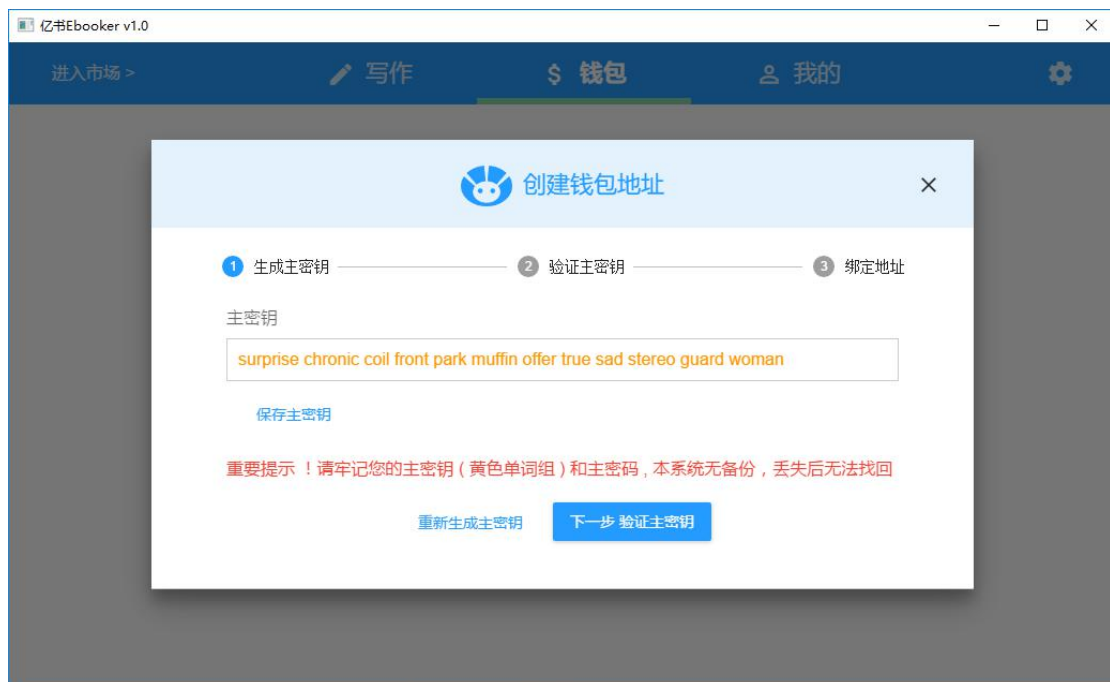 亿书Ebooker v1.0
进入市场 > 写作 $ 钱包 我的
创建钱包地址
1 生成主密钥 2 验证主密钥 3 绑定地址
主密钥
surprise chronic coil front park muffin offer true sad stereo guard woman
保存主密钥
重要提示 ！请牢记您的主密钥 ( 黄色单词组 ) 和主密码 , 本系统无备份 , 丢失后无法找回
重新生成主密钥 下一步 验证主密钥